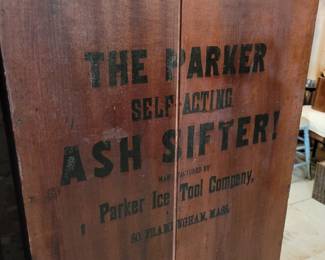 THE PARKER
SELF-ACTING
ASH SIFTER!
MANUFACTURED BY
Parker Ice Tool Company,
SO. FRAMINGHAM, MASS.